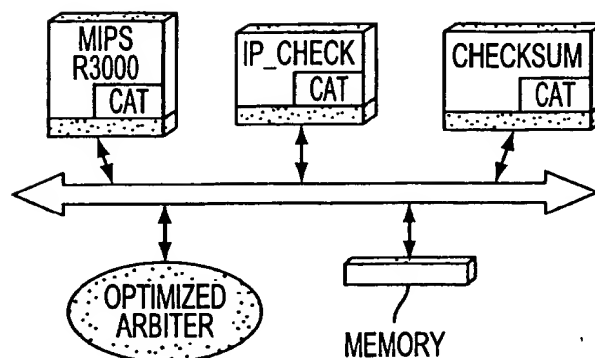 MIPS
R3000
CAT
IP_CHECK
CAT
CHECKSUM
CAT
OPTIMIZED
ARBITER
MEMORY